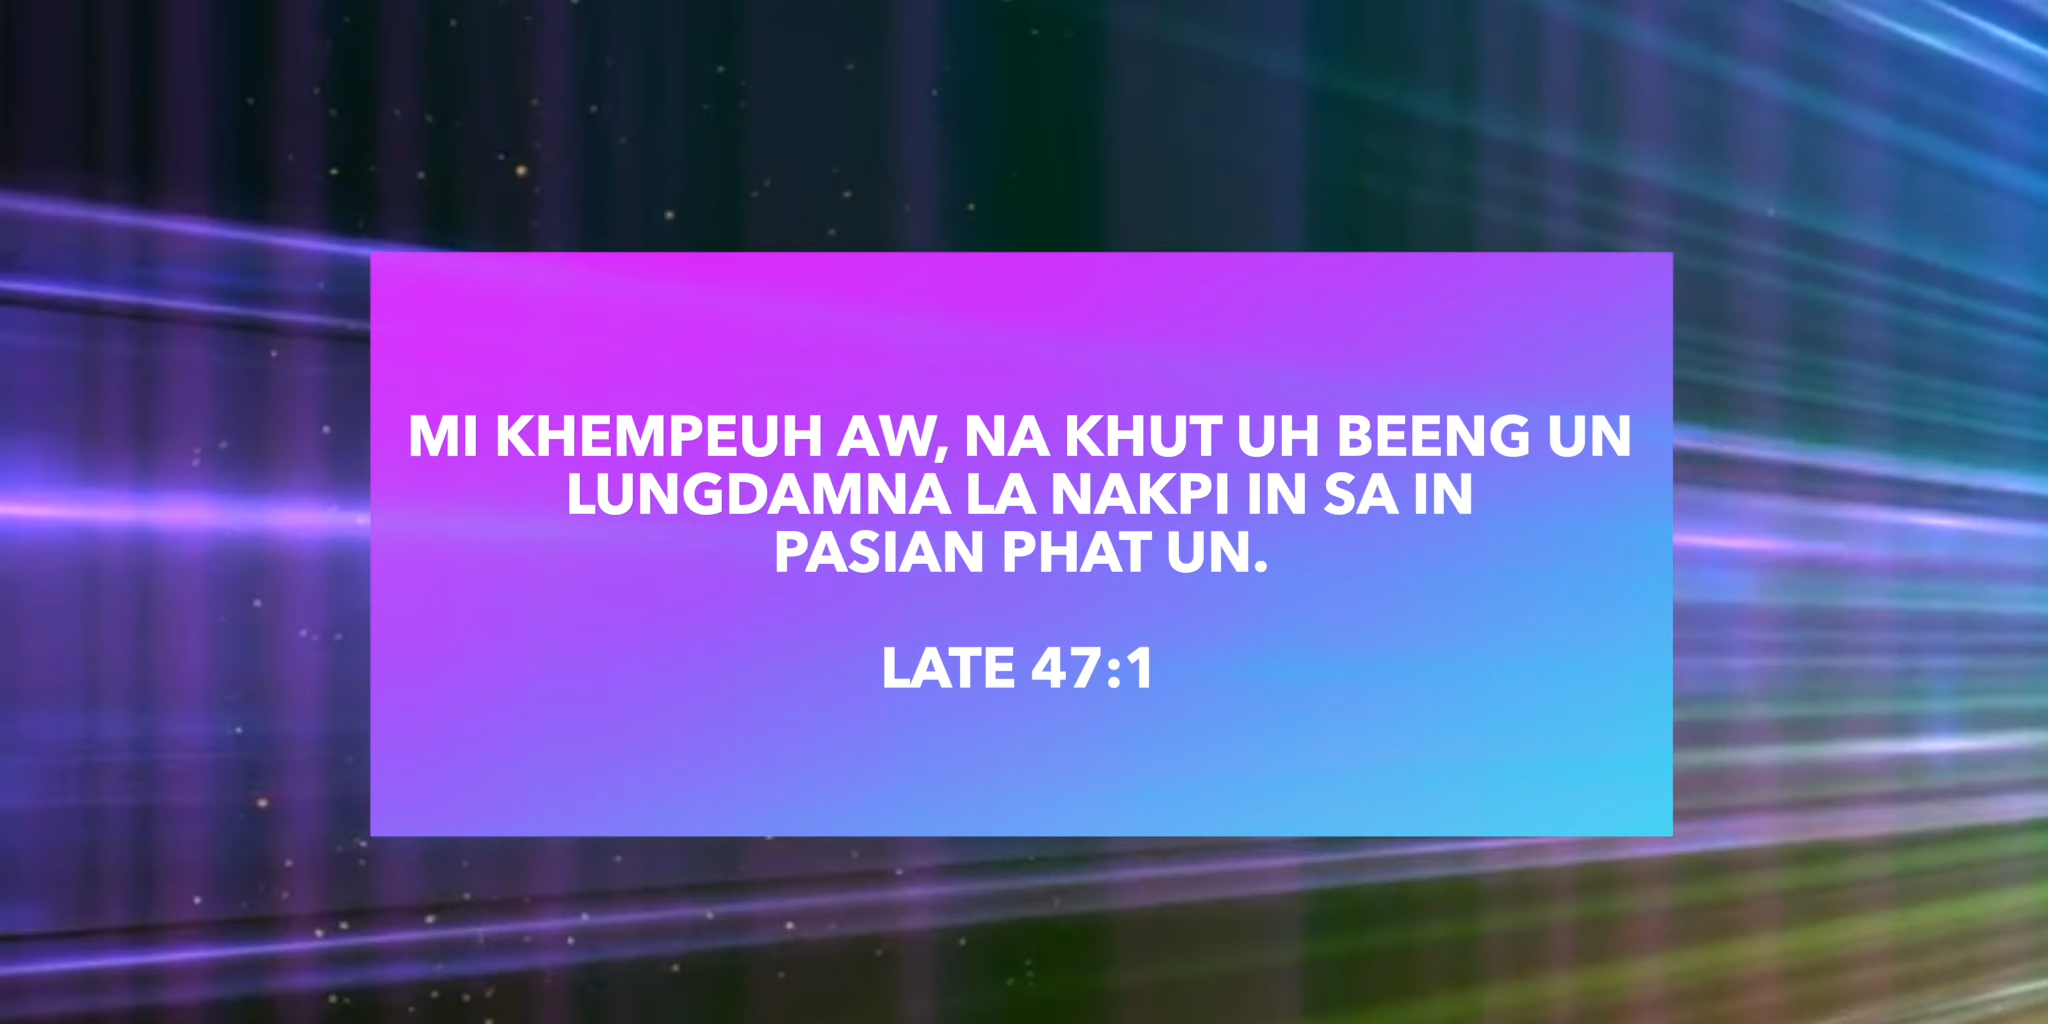 MI KHEMPEUH AW, NA KHUT UH BEENG UN
LUNGDAMNA LA NAKPI IN SA IN
PASIAN PHAT UN.
LATE 47:1